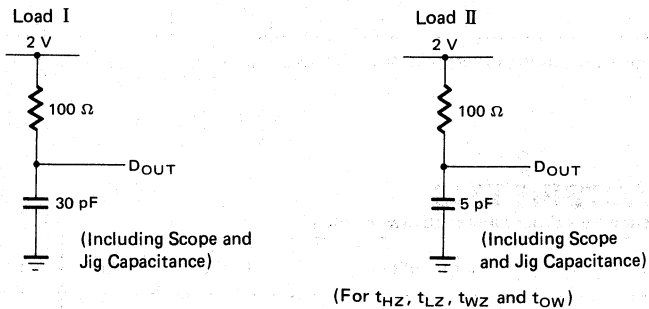 Load I
2 V
100 Ω
DOUT
30 pF
(Including Scope and
Jig Capacitance)
Load II
2 V
100 Ω
DOUT
5 pF
(Including Scope
and Jig Capacitance)
(For tHZ, tLZ, tWZ and tOW)